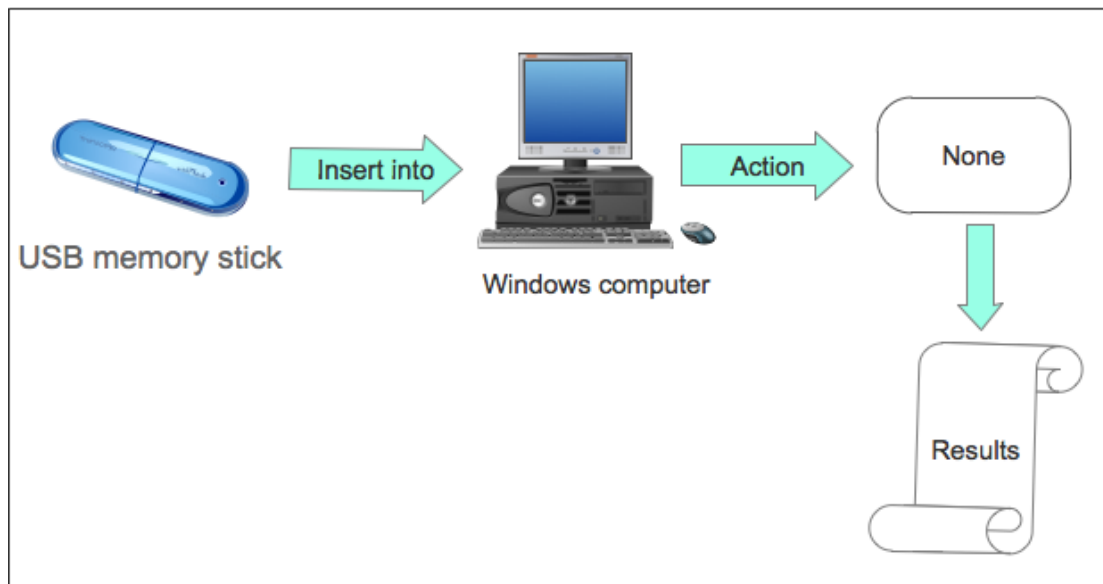 Insert into
Action
None
USB memory stick
Windows computer
Results